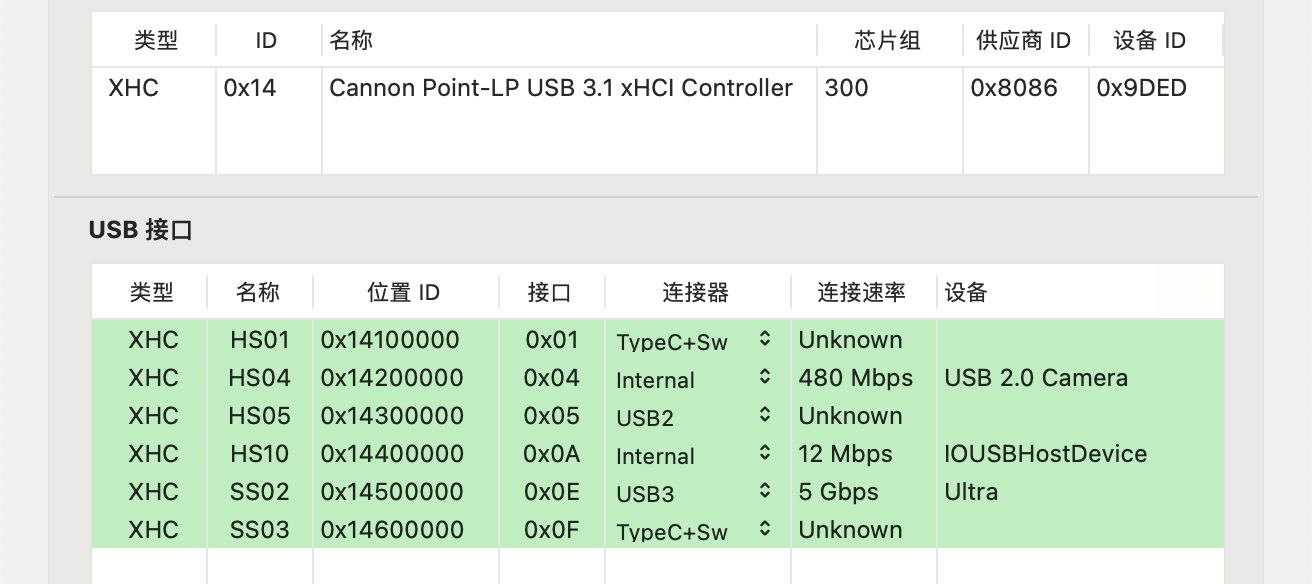 类型 ID 名称 芯片组 供应商 ID 设备 ID
XHC 0x14 Cannon Point-LP USB 3.1 xHCI Controller 300 0x8086 0x9DED
USB 接口
类型 名称 位置 ID 接口 连接器 连接速率 设备
XHC HS01 0x14100000 0x01 TypeC+Sw Unknown
XHC HS04 0x14200000 0x04 Internal 480 Mbps USB 2.0 Camera
XHC HS05 0x14300000 0x05 USB2 Unknown
XHC HS10 0x14400000 0x0A Internal 12 Mbps IOUSBHostDevice
XHC SS02 0x14500000 0x0E USB3 5 Gbps Ultra
XHC SS03 0x14600000 0x0F TypeC+Sw Unknown